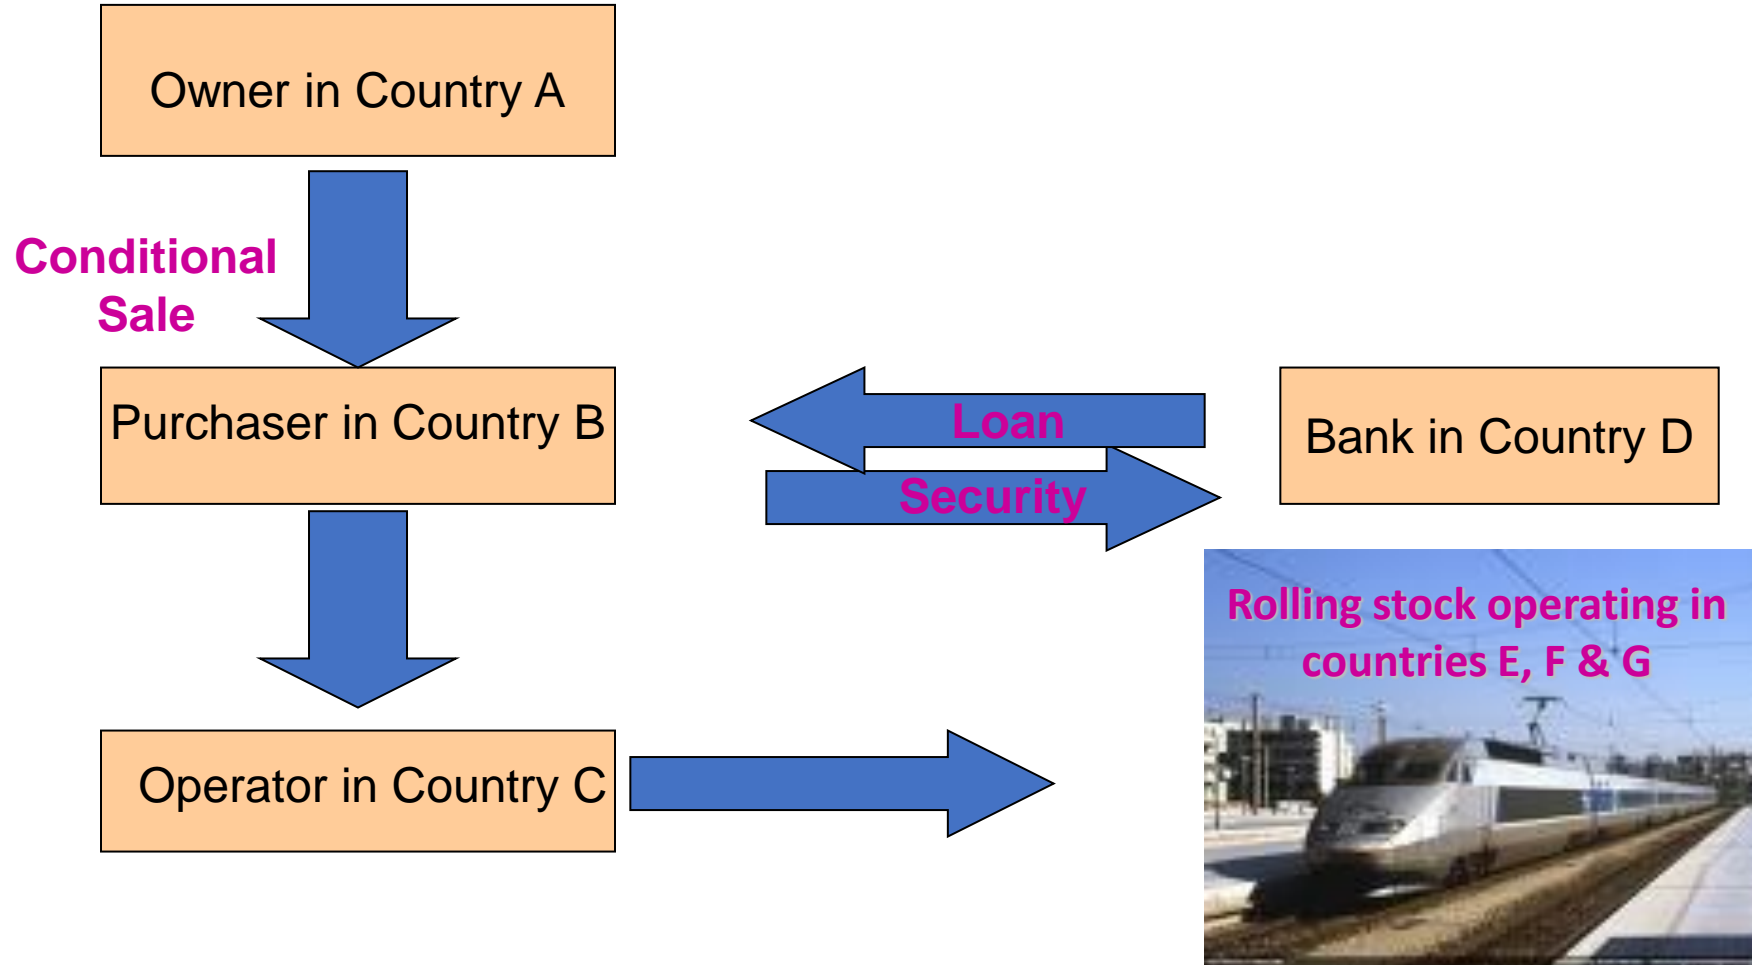 Owner in Country A
Conditional
Sale
Purchaser in Country B
Loan
Security
Bank in Country D
Rolling stock operating in
countries E, F & G
Operator in Country C